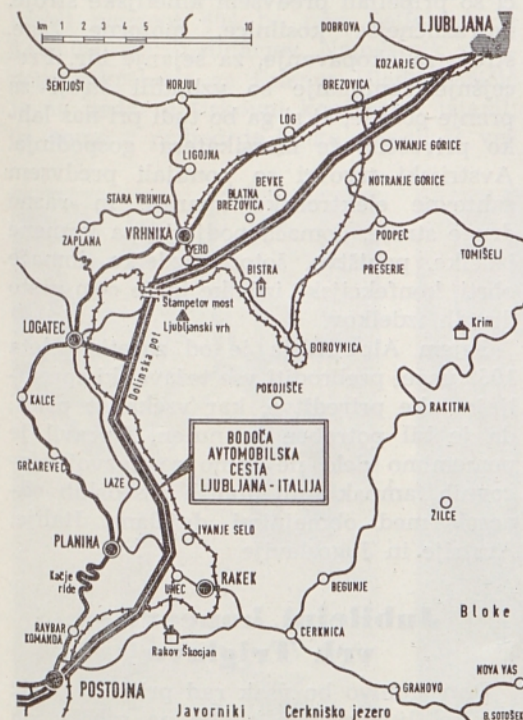 km 1 2 3 4 5 10
LJUBLJANA
DOBROVA
KOZARJE
ŠENTJOŠT
HORJUL
BREZOVICA
LOG
VNANJE GORICE
LIGOJNA
BEVKE
NOTRANJE GORICE
BLATNA
BREZOVICA
STARA VRHNIKA
VRHNIKA
ZAPLANA
VERD
PODPEČ
TOMIŠELJ
BISTRA
PRESERJE
Štampetov most
Ljubljanski vrh
LOGATEC
Krim
BOROVNICA
Dolinska pot
POKOJIŠČE
KALCE
RAKITNA
BODOČA
AVTOMOBILSKA
CESTA
LJUBLJANA - ITALIJA
GRČAREVEC
LAZE
ŽILCE
IVANJE SELO
PLANINA
Kačje
ride
UNEC
RAKEK
BEGUNJE
Bloke
RAVBAR
KOMANDA
Rakov Škocjan
CERKNICA
NOVA VAS
POSTOJNA
GRAHOVO
Javorniki
Cerkniško jezero
B. SOTOŠEK